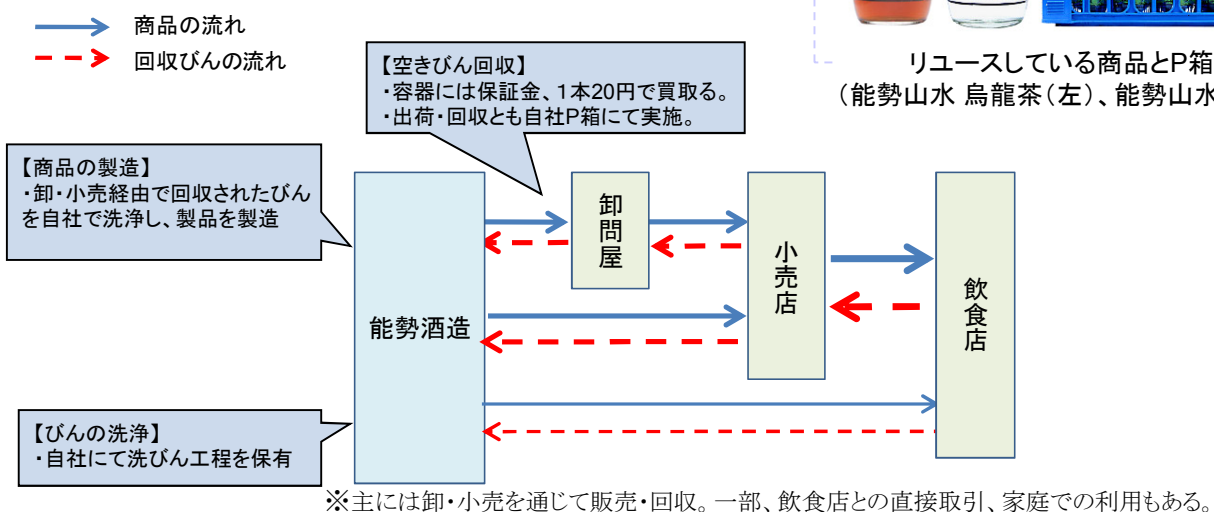 商品の流れ
回収びんの流れ
リユースしている商品とP箱
（能勢山水 烏龍茶（左）、能勢山水
【空きびん回収】
・容器には保証金、１本20円で買取る。
・出荷・回収とも自社P箱にて実施。
【商品の製造】
・卸・小売経由で回収されたびん
を自社で洗浄し、製品を製造
卸問屋
小売店
飲食店
能勢酒造
【びんの洗浄】
・自社にて洗びん工程を保有
※主には卸・小売を通じて販売・回収。一部、飲食店との直接取引、家庭での利用もある。